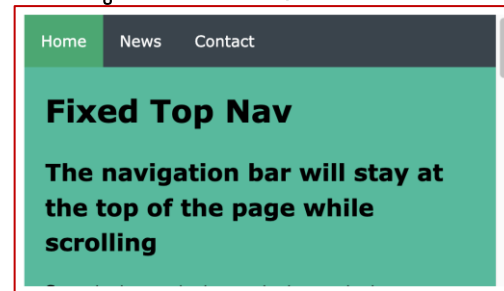 Home News Contact
Fixed Top Nav
The navigation bar will stay at
the top of the page while
scrolling